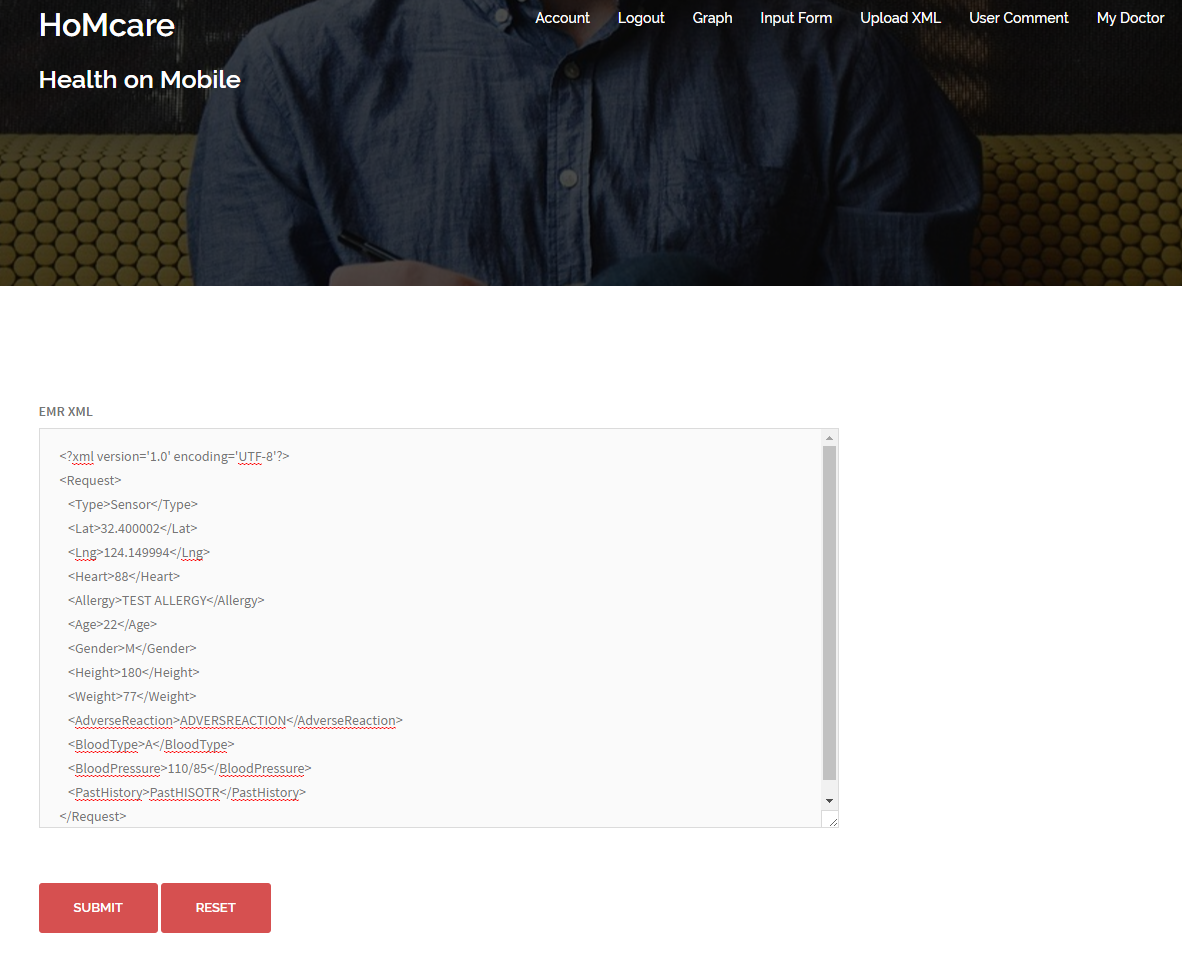 HoMcare
Account Logout Graph Input Form Upload XML User Comment My Doctor
Health on Mobile
EMR XML
<?xml version='1.0' encoding='UTF-8'?>
<Request>
<Type>Sensor</Type>
<Lat>32.400002</Lat>
<Lng>124.149994</Lng>
<Heart>88</Heart>
<Allergy>TEST ALLERGY</Allergy>
<Age>22</Age>
<Gender>M</Gender>
<Height>180</Height>
<Weight>77</Weight>
<AdverseReaction>ADVERSREACTION</AdverseReaction>
<BloodType>A</BloodType>
<BloodPressure>110/85</BloodPressure>
<PastHistory>PastHISOTR</PastHistory>
</Request>
SUBMIT RESET